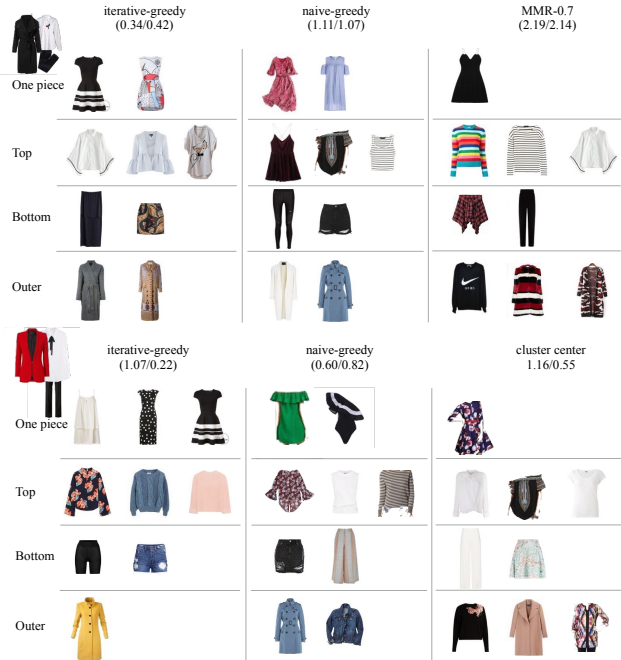 iterative-greedy
(0.34/0.42)
naive-greedy
(1.11/1.07)
MMR-0.7
(2.19/2.14)
One piece
Top
Bottom
Outer
iterative-greedy
(1.07/0.22)
naive-greedy
(0.60/0.82)
cluster center
1.16/0.55
One piece
Top
Bottom
Outer